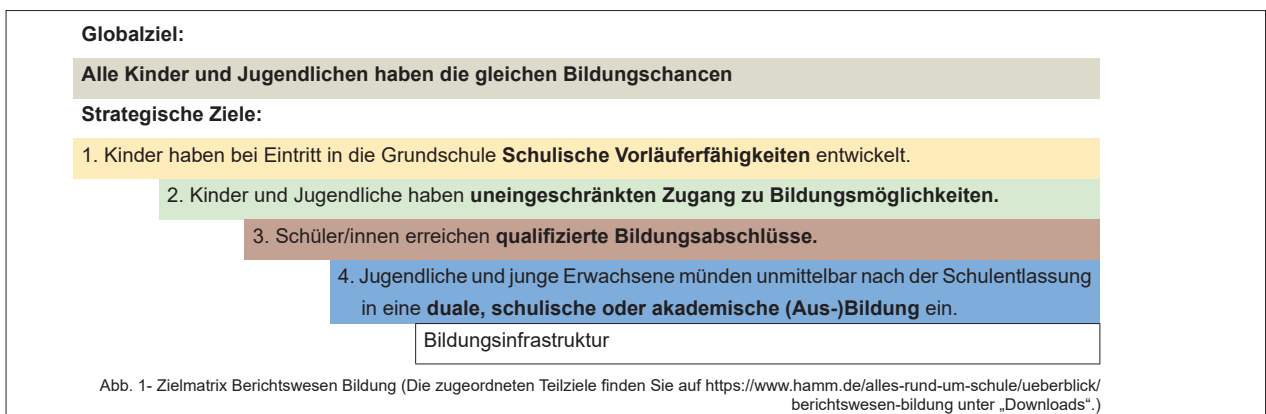 Globalziel:
Alle Kinder und Jugendlichen haben die gleichen Bildungschancen
Strategische Ziele:
1. Kinder haben bei Eintritt in die Grundschule Schulische Vorläuferfähigkeiten entwickelt.
2. Kinder und Jugendliche haben uneingeschränkten Zugang zu Bildungsmöglichkeiten.
3. Schüler/innen erreichen qualifizierte Bildungsabschlüsse.
4. Jugendliche und junge Erwachsene münden unmittelbar nach der Schulentlassung
in eine duale, schulische oder akademische (Aus-)Bildung ein.
Bildungsinfrastruktur
Abb. 1- Zielmatrix Berichtswesen Bildung (Die zugeordneten Teilziele finden Sie auf https://www.hamm.de/alles-rund-um-schule/ueberblick/
berichtswesen-bildung unter „Downloads“.)